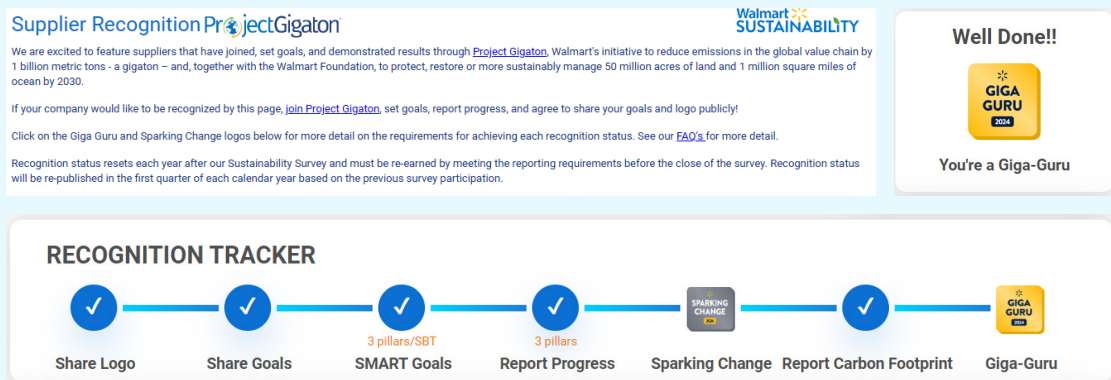 Supplier Recognition ProjectGigaton
Walmart
SUSTAINABILITY
We are excited to feature suppliers that have joined, set goals, and demonstrated results through Project Gigaton, Walmart's initiative to reduce emissions in the global value chain by
1 billion metric tons - a gigaton – and, together with the Walmart Foundation, to protect, restore or more sustainably manage 50 million acres of land and 1 million square miles of
ocean by 2030.
If your company would like to be recognized by this page, join Project Gigaton, set goals, report progress, and agree to share your goals and logo publicly!
Click on the Giga Guru and Sparking Change logos below for more detail on the requirements for achieving each recognition status. See our FAQ's for more detail.
Recognition status resets each year after our Sustainability Survey and must be re-earned by meeting the reporting requirements before the close of the survey. Recognition status
will be re-published in the first quarter of each calendar year based on the previous survey participation.
Well Done!!
GIGA
GURU
2024
You're a Giga-Guru
RECOGNITION TRACKER
SPARKING
CHANGE
2024
GIGA
GURU
2024
3 pillars/SBT
3 pillars
Share Logo
Share Goals
SMART Goals
Report Progress
Sparking Change
Report Carbon Footprint
Giga-Guru